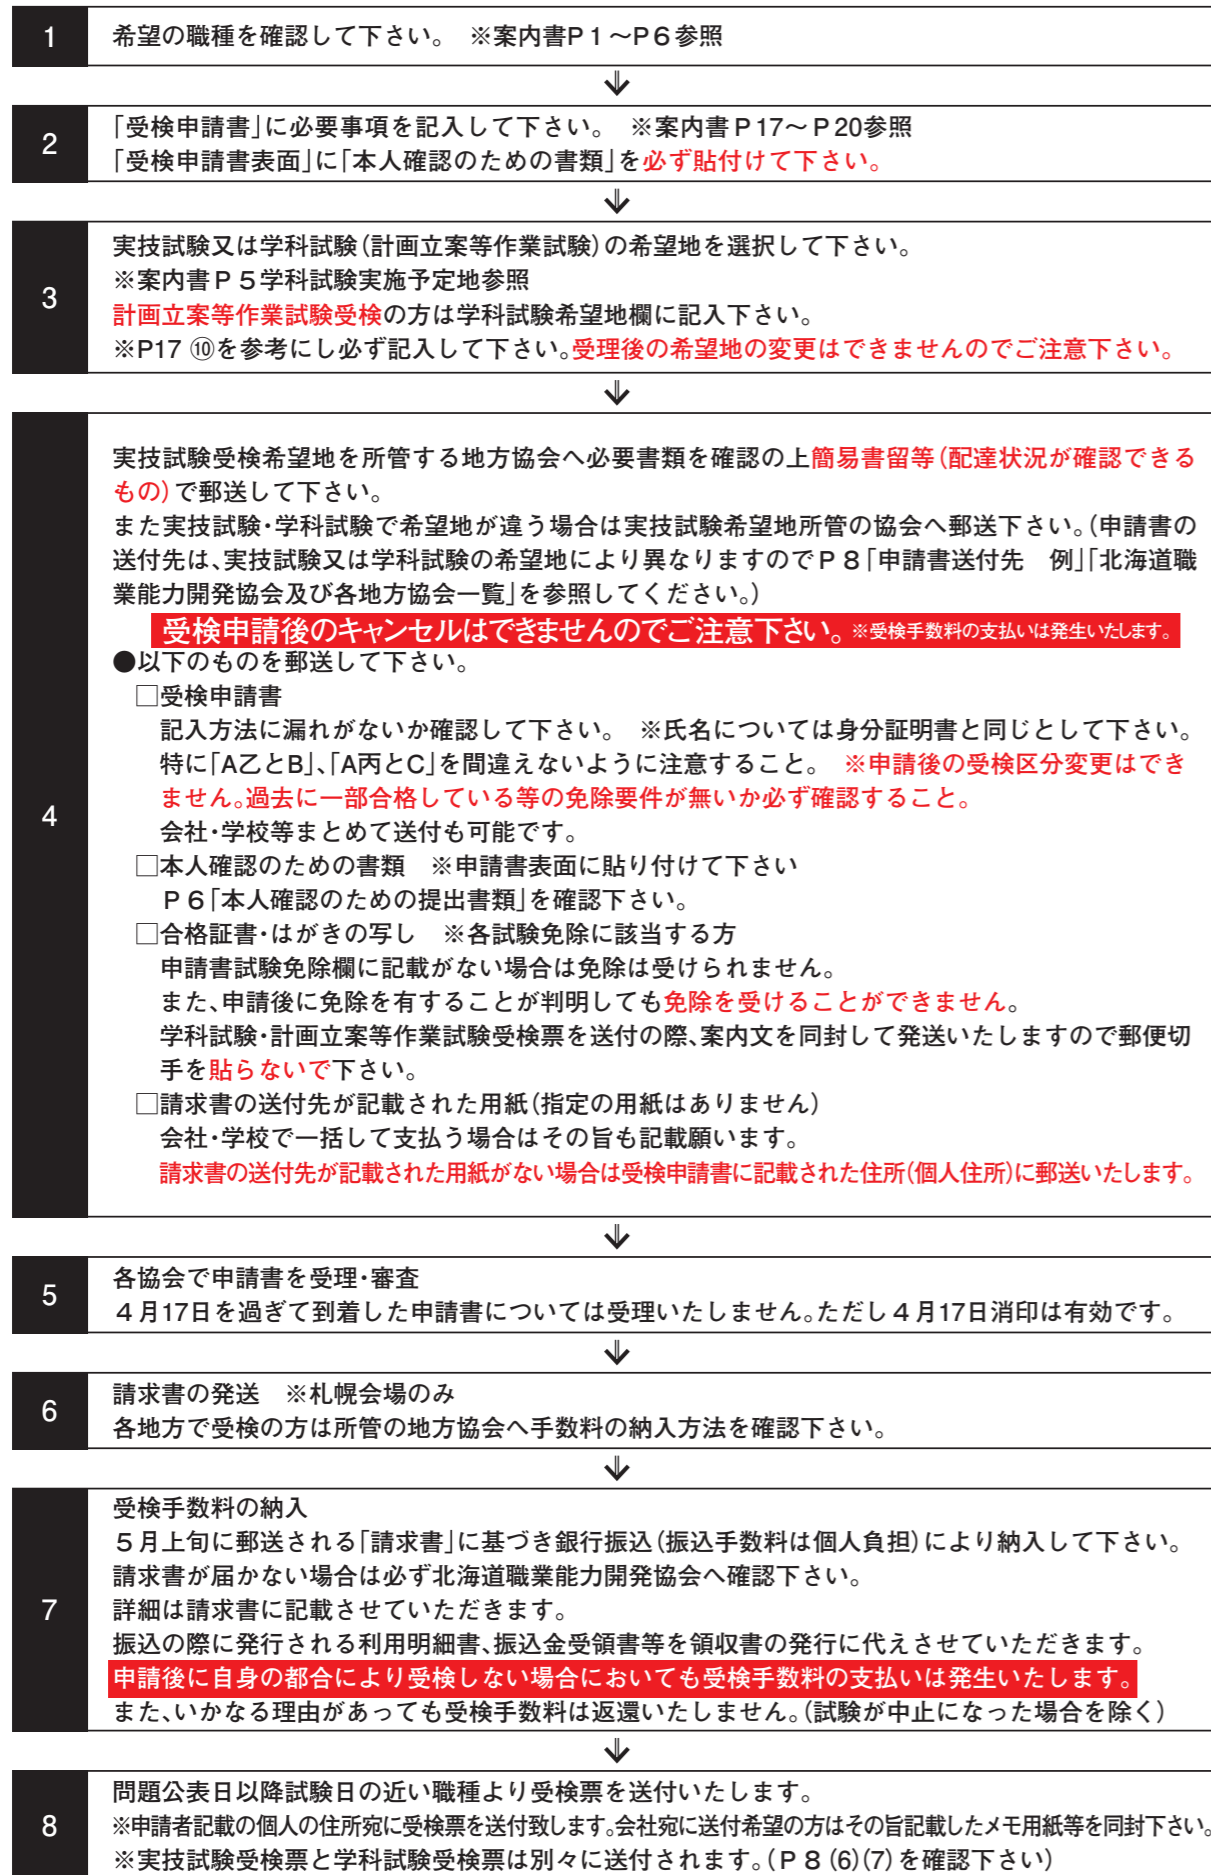 1
希望の職種を確認して下さい。　※案内書P１～P６参照
⇓
2
「受検申請書」に必要事項を記入して下さい。　※案内書Ｐ17～Ｐ20参照
「受検申請書表面」に「本人確認のための書類」を必ず貼付けて下さい。
⇓
3
実技試験又は学科試験（計画立案等作業試験）の希望地を選択して下さい。
※案内書Ｐ５学科試験実施予定地参照
計画立案等作業試験受検の方は学科試験希望地欄に記入下さい。
※P17 ⑩を参考にし必ず記入して下さい。受理後の希望地の変更はできませんのでご注意下さい。
⇓
4
実技試験受検希望地を所管する地方協会へ必要書類を確認の上簡易書留等（配達状況が確認できる
もの）で郵送して下さい。
また実技試験・学科試験で希望地が違う場合は実技試験希望地所管の協会へ郵送下さい。（申請書の
送付先は、実技試験又は学科試験の希望地により異なりますのでＰ８「申請書送付先　例」「北海道職
業能力開発協会及び各地方協会一覧」を参照してください。）
受検申請後のキャンセルはできませんのでご注意下さい。※受検手数料の支払いは発生いたします。
●以下のものを郵送して下さい。
□受検申請書
記入方法に漏れがないか確認して下さい。　※氏名については身分証明書と同じとして下さい。
特に「A乙とB」、「A丙とC」を間違えないように注意すること。　※申請後の受検区分変更はでき
ません。過去に一部合格している等の免除要件が無いか必ず確認すること。
会社・学校等まとめて送付も可能です。
□本人確認のための書類　※申請書表面に貼り付けて下さい
Ｐ６「本人確認のための提出書類」を確認下さい。
□合格証書・はがきの写し　※各試験免除に該当する方
申請書試験免除欄に記載がない場合は免除は受けられません。
また、申請後に免除を有することが判明しても免除を受けることができません。
学科試験・計画立案等作業試験受検票を送付の際、案内文を同封して発送いたしますので郵便切
手を貼らないで下さい。
□請求書の送付先が記載された用紙（指定の用紙はありません）
会社・学校で一括して支払う場合はその旨も記載願います。
請求書の送付先が記載された用紙がない場合は受検申請書に記載された住所（個人住所）に郵送いたします。
⇓
5
各協会で申請書を受理・審査
４月17日を過ぎて到着した申請書については受理いたしません。ただし４月17日消印は有効です。
⇓
6
請求書の発送　※札幌会場のみ
各地方で受検の方は所管の地方協会へ手数料の納入方法を確認下さい。
⇓
7
受検手数料の納入
５月上旬に郵送される「請求書」に基づき銀行振込（振込手数料は個人負担）により納入して下さい。
請求書が届かない場合は必ず北海道職業能力開発協会へ確認下さい。
詳細は請求書に記載させていただきます。
振込の際に発行される利用明細書、振込金受領書等を領収書の発行に代えさせていただきます。
申請後に自身の都合により受検しない場合においても受検手数料の支払いは発生いたします。
また、いかなる理由があっても受検手数料は返還いたしません。（試験が中止になった場合を除く）
⇓
8
問題公表日以降試験日の近い職種より受検票を送付いたします。
※申請者記載の個人の住所宛に受検票を送付致します。会社宛に送付希望の方はその旨記載したメモ用紙等を同封下さい。
※実技試験受検票と学科試験受検票は別々に送付されます。（Ｐ８(6)(7)を確認下さい）